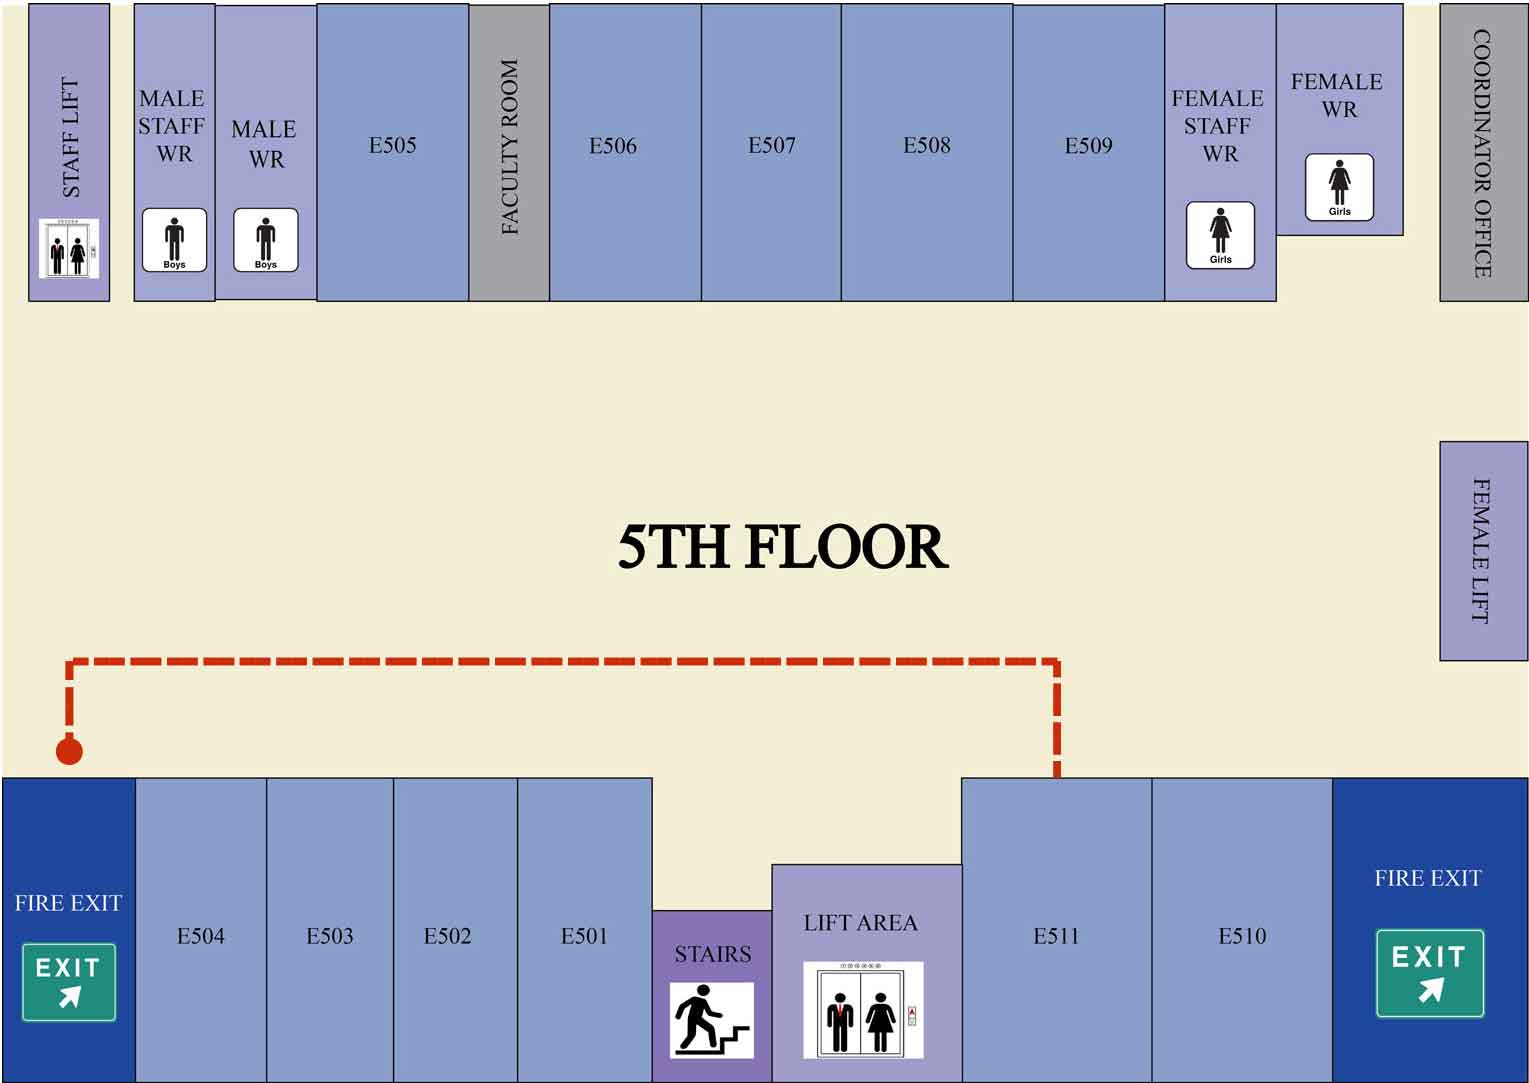 STAFF LIFT
MALE
STAFF
WR
Boys
MALE
WR
Boys
E505
FACULTY ROOM
E506
E507
E508
E509
FEMALE
STAFF
WR
Girls
FEMALE
WR
Girls
COORDINATOR OFFICE
5TH FLOOR
FEMALE LIFT
FIRE EXIT
EXIT
E504
E503
E502
E501
STAIRS
LIFT AREA
E511
E510
FIRE EXIT
EXIT